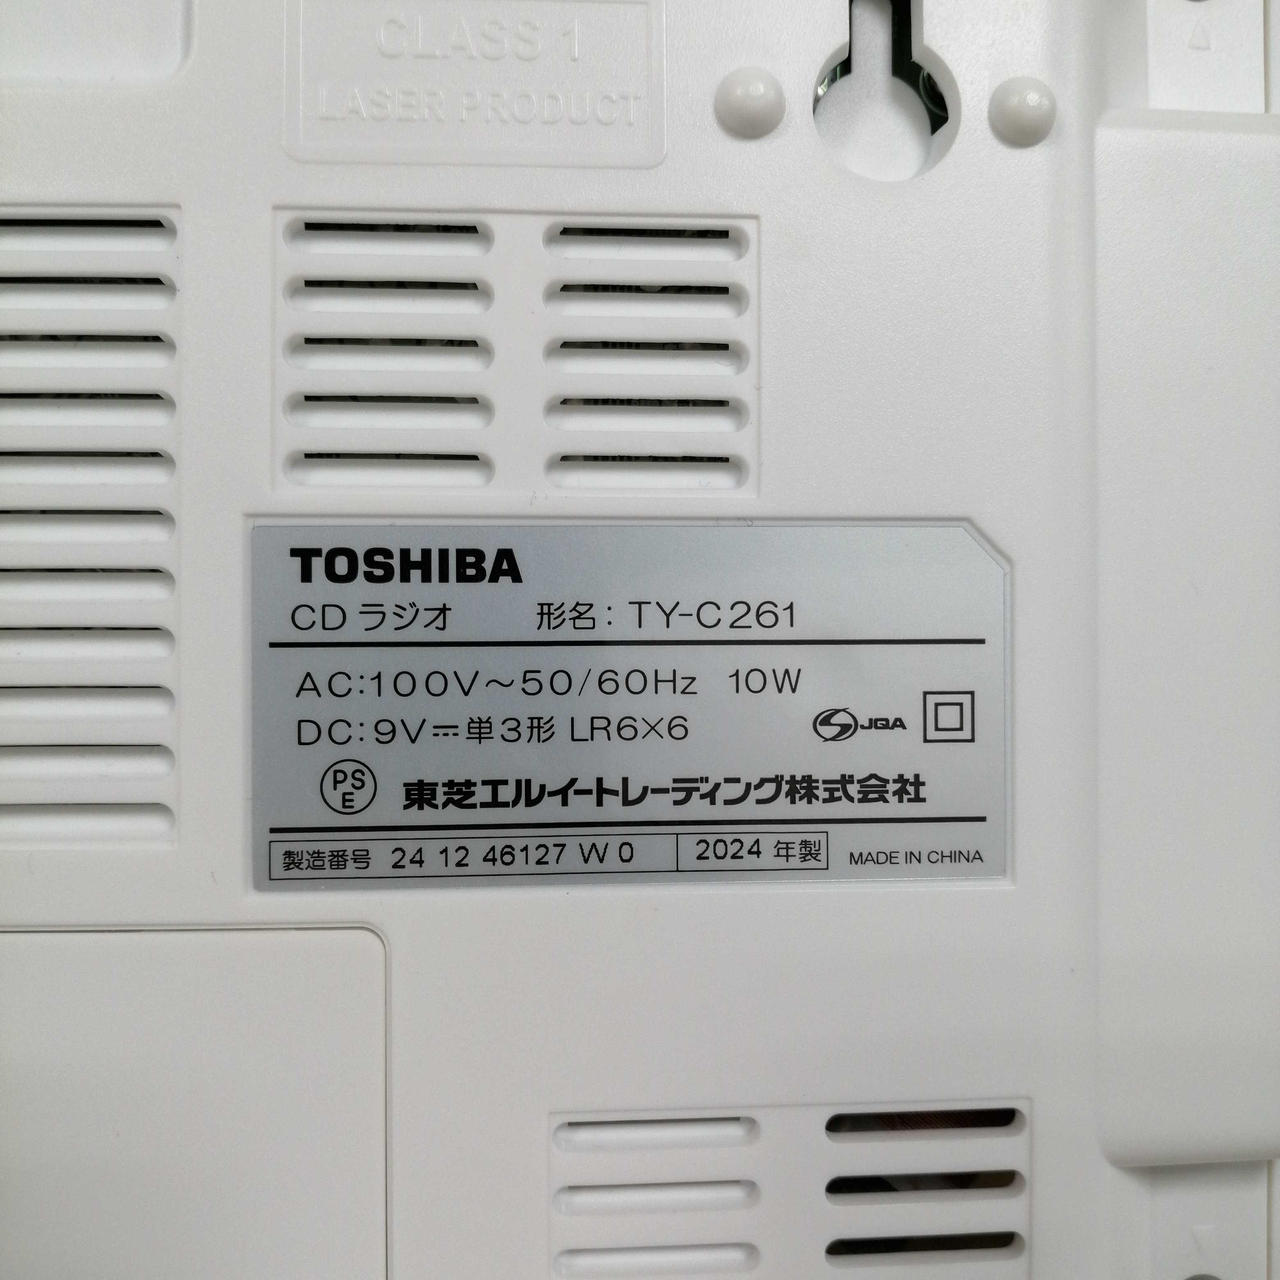 CLASS 1
LASER PRODUCT
TOSHIBA
CD ラジオ 形名: TY-C261
AC:100V～50/60Hz 10W
DC:9V⎓単3形 LR6×6
JQA
PS
E
東芝エルイートレーディング株式会社
製造番号 24 12 46127 W 0
2024 年製
MADE IN CHINA